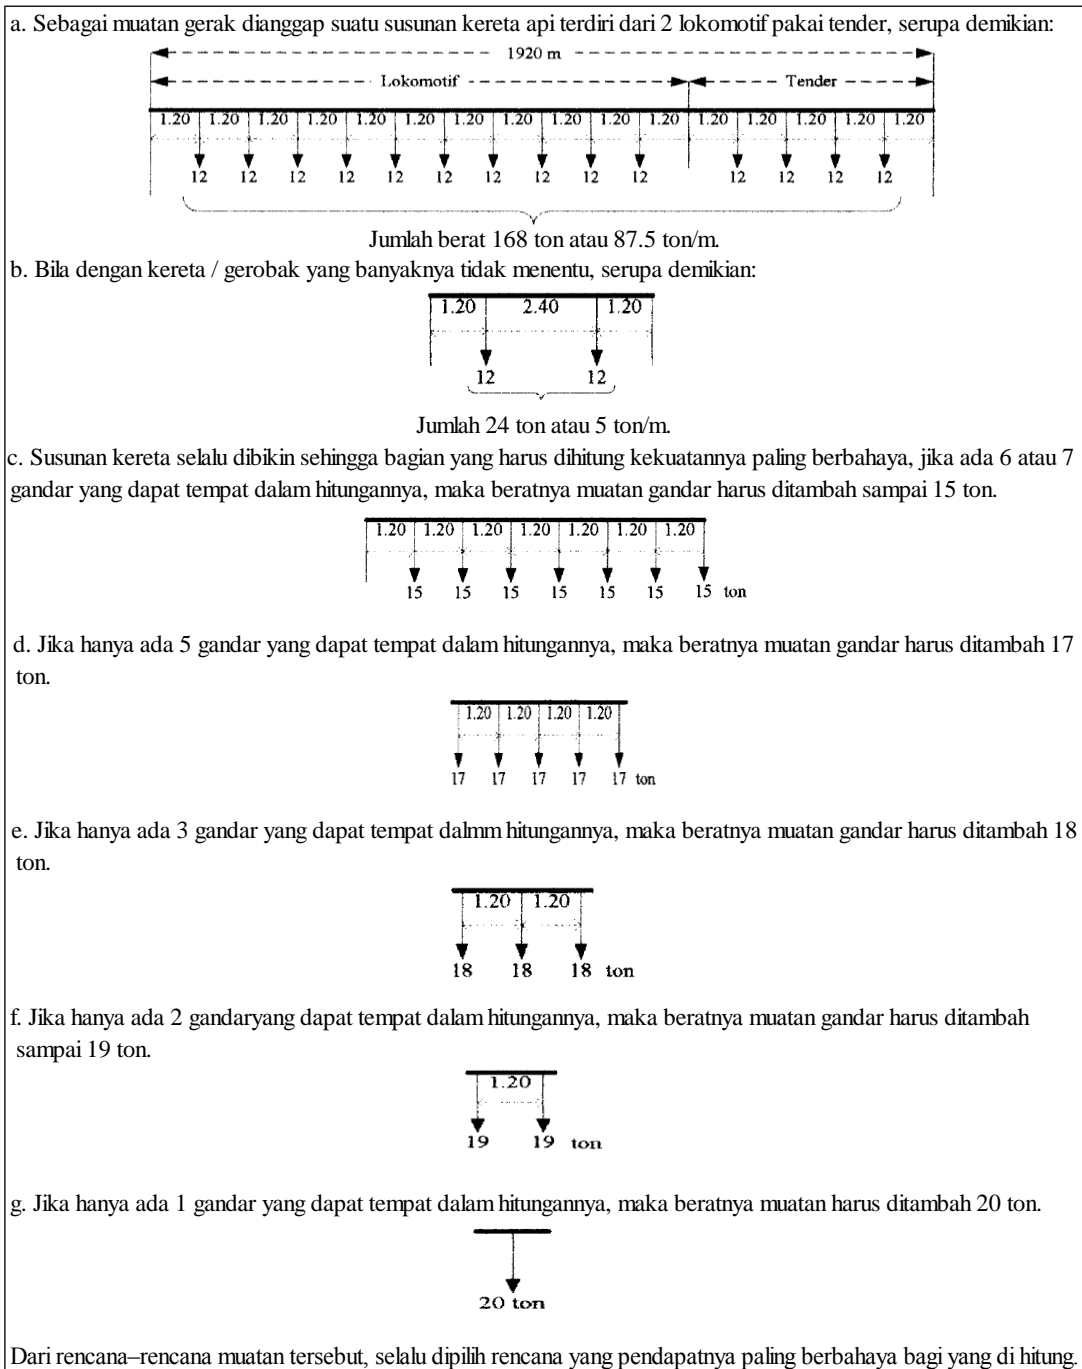 a. Sebagai muatan gerak dianggap suatu susunan kereta api terdiri dari 2 lokomotif pakai tender, serupa demikian:
1920 m
Lokomotif Tender
1.20 1.20 1.20 1.20 1.20 1.20 1.20 1.20 1.20 1.20 1.20 1.20 1.20 1.20 1.20 1.20
12 12 12 12 12 12 12 12 12 12 12 12 12 12
Jumlah berat 168 ton atau 87.5 ton/m.
b. Bila dengan kereta / gerobak yang banyaknya tidak menentu, serupa demikian:
1.20 2.40 1.20
12 12
Jumlah 24 ton atau 5 ton/m.
c. Susunan kereta selalu dibikin sehingga bagian yang harus dihitung kekuatannya paling berbahaya, jika ada 6 atau 7
gandar yang dapat tempat dalam hitungannya, maka beratnya muatan gandar harus ditambah sampai 15 ton.
1.20 1.20 1.20 1.20 1.20 1.20 1.20
15 15 15 15 15 15 15 ton
d. Jika hanya ada 5 gandar yang dapat tempat dalam hitungannya, maka beratnya muatan gandar harus ditambah 17
ton.
1.20 1.20 1.20 1.20
17 17 17 17 17 ton
e. Jika hanya ada 3 gandar yang dapat tempat dalmm hitungannya, maka beratnya muatan gandar harus ditambah 18
ton.
1.20 1.20
18 18 18 ton
f. Jika hanya ada 2 gandaryang dapat tempat dalam hitungannya, maka beratnya muatan gandar harus ditambah
sampai 19 ton.
1.20
19 19 ton
g. Jika hanya ada 1 gandar yang dapat tempat dalam hitungannya, maka beratnya muatan harus ditambah 20 ton.
20 ton
Dari rencana–rencana muatan tersebut, selalu dipilih rencana yang pendapatnya paling berbahaya bagi yang di hitung.